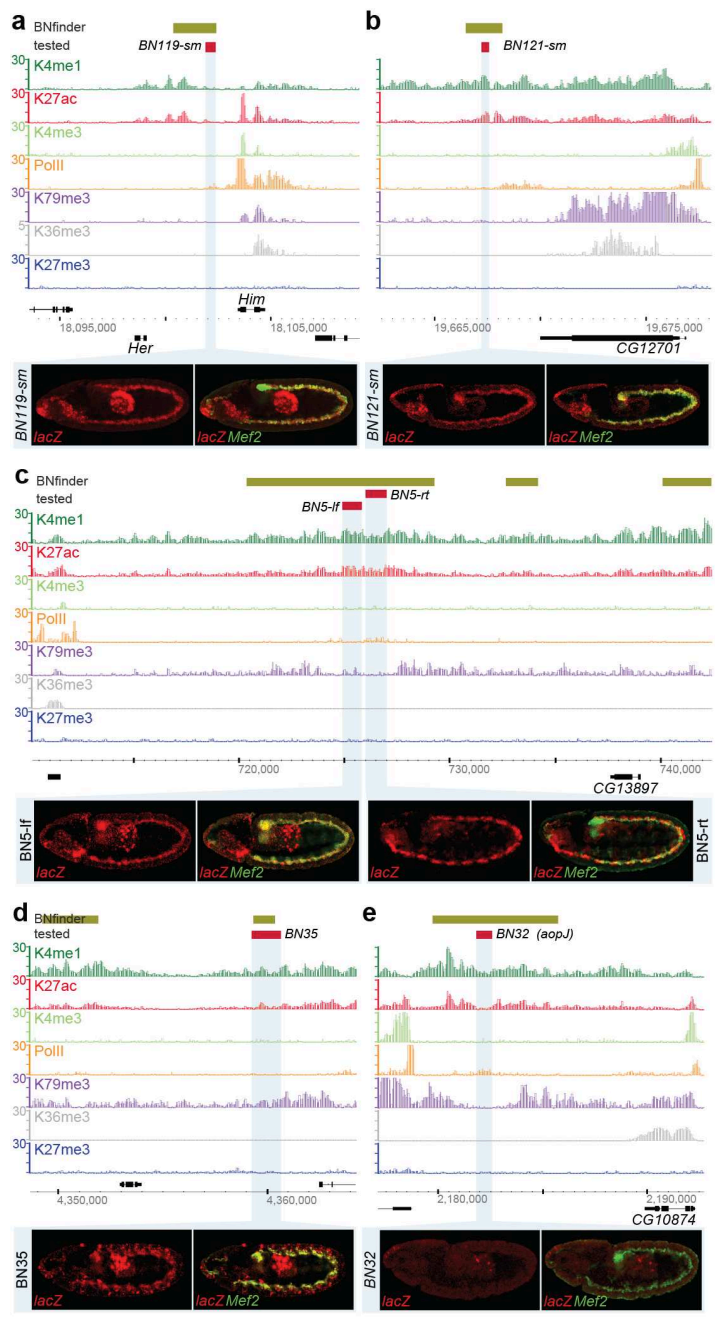 a
BNfinder
tested
BN119-sm
30
K4me1
30
K27ac
30
K4me3
30
PolII
30
K79me3
5
K36me3
30
K27me3
Him
18,095,000
18,105,000
Her
BN119-sm
lacZ
lacZ Mef2
b
BN121-sm
19,665,000
19,675,000
CG12701
BN121-sm
lacZ
lacZ Mef2
c
BNfinder
tested
BN5-lf
BN5-rt
30
K4me1
30
K27ac
30
K4me3
30
PolII
30
K79me3
30
K36me3
30
K27me3
720,000
730,000
740,000
CG13897
BN5-lf
lacZ
lacZ Mef2
lacZ
lacZ Mef2
BN5-rt
d
BNfinder
tested
BN35
30
K4me1
30
K27ac
30
K4me3
30
PolII
30
K79me3
30
K36me3
30
K27me3
4,350,000
4,360,000
BN35
lacZ
lacZ Mef2
e
BN32 (aopJ)
2,180,000
2,190,000
CG10874
BN32
lacZ
lacZ Mef2